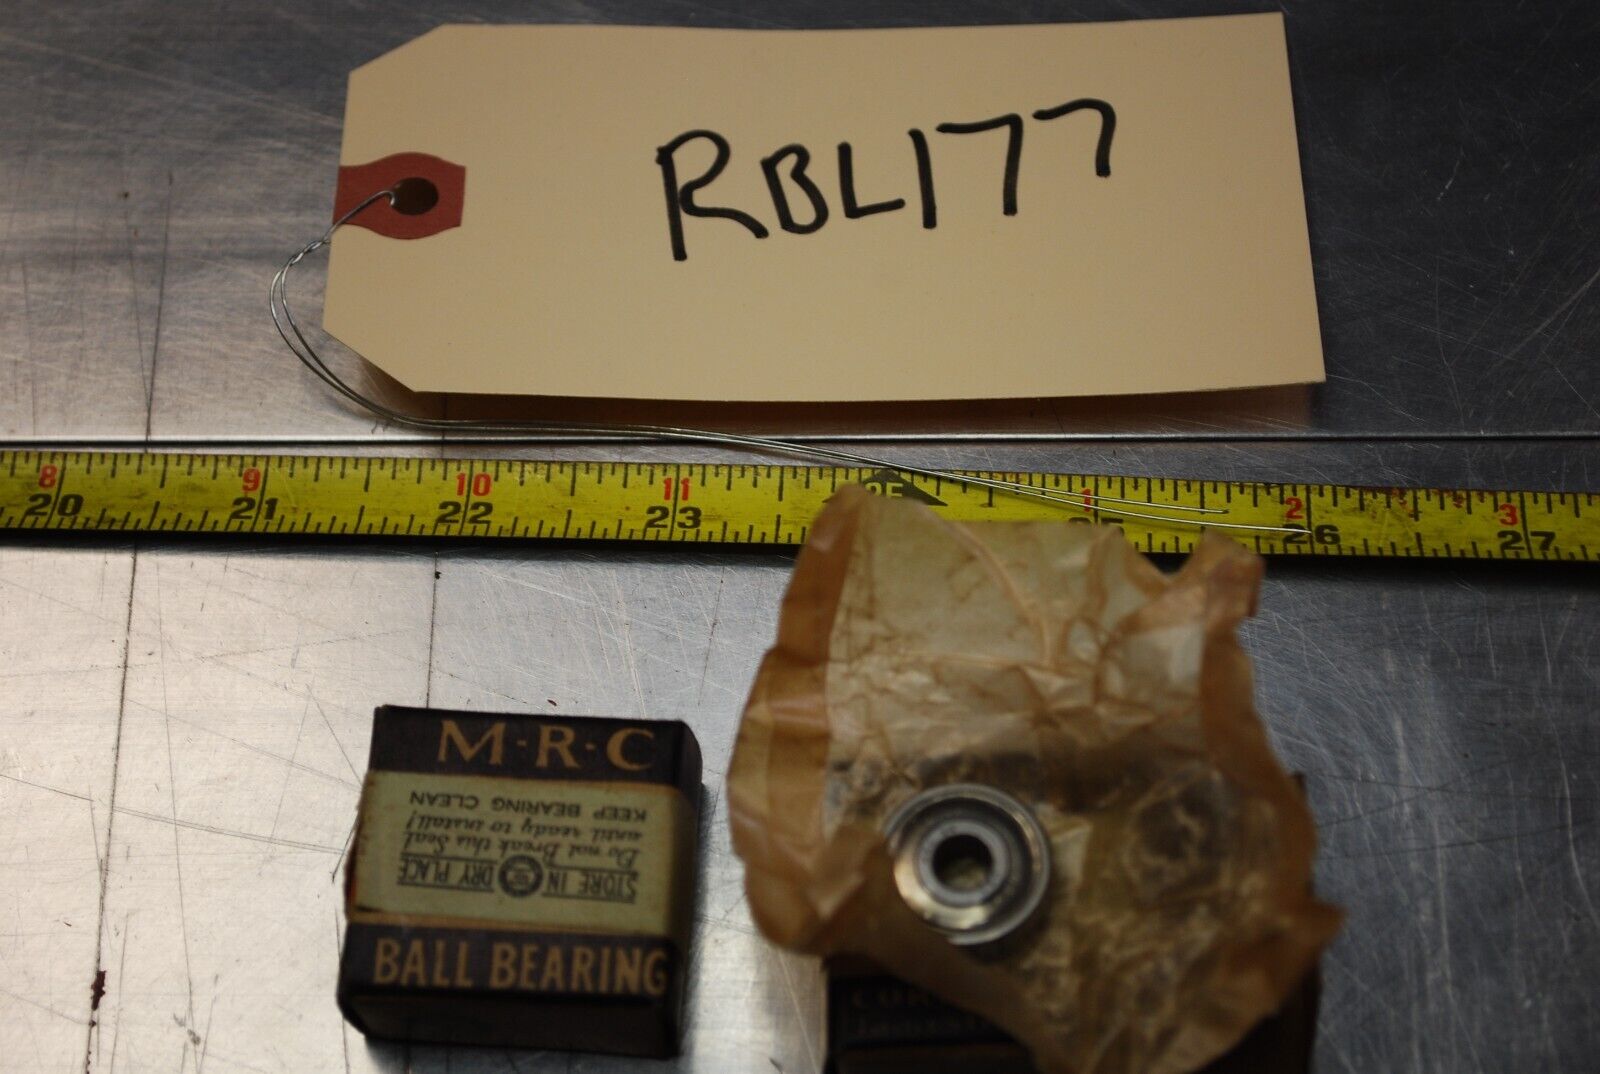 RBL177
8 9 10 11 1 2 3
20 21 22 23 25 26 27
M·R·C
KEEP BEARING CLEAN
until ready to install!
Do not Break this Seal
STORE IN DRY PLACE
BALL BEARING